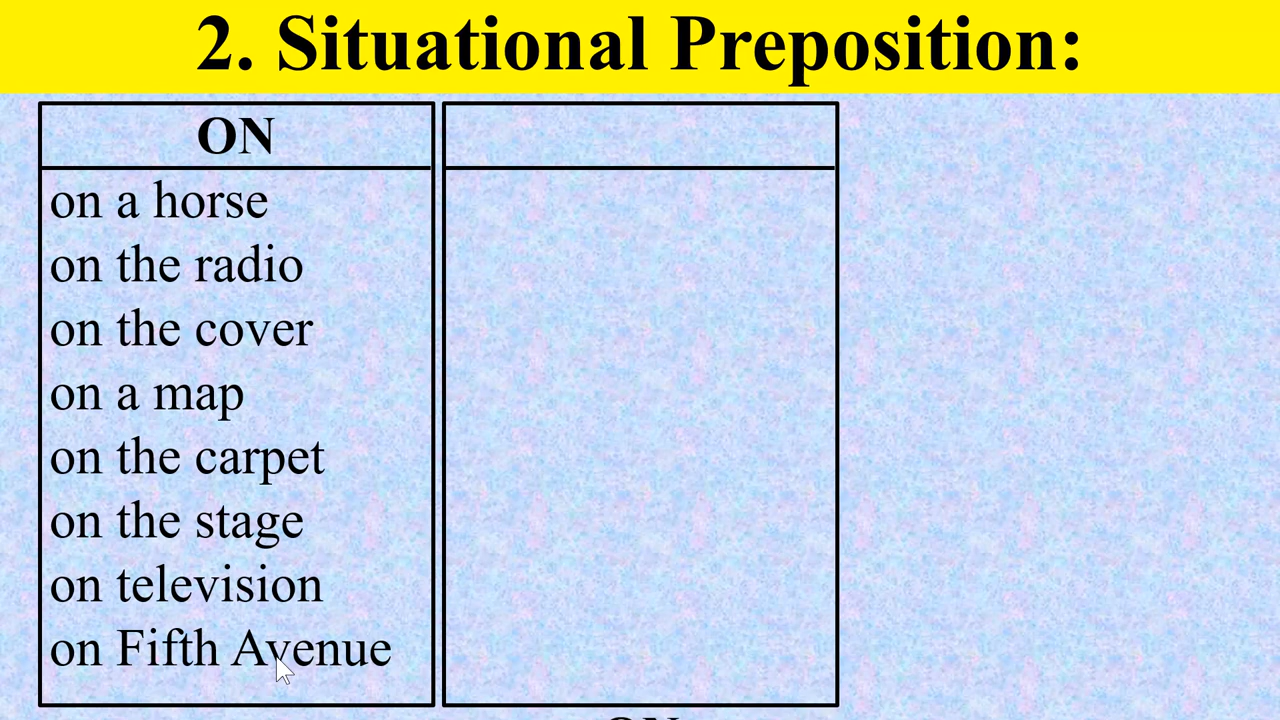 2. Situational Preposition:
ON
on a horse
on the radio
on the cover
on a map
on the carpet
on the stage
on television
on Fifth Avenue
ON